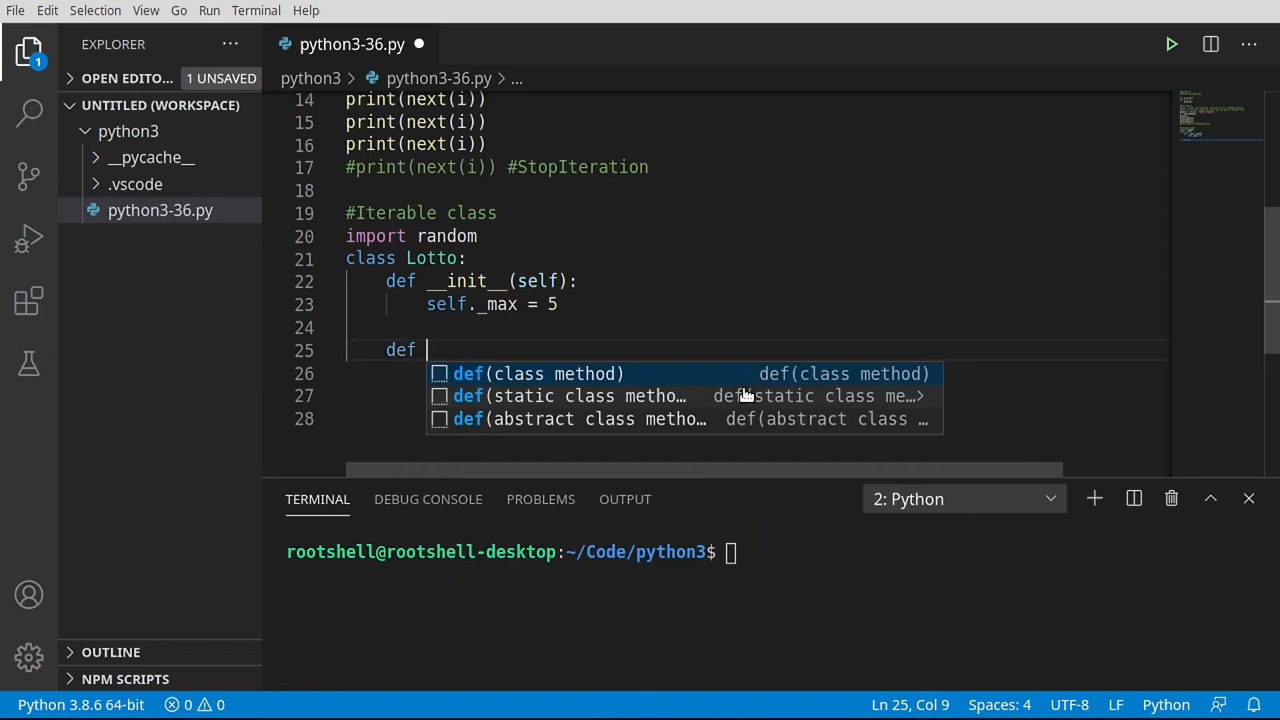 File Edit Selection View Go Run Terminal Help
EXPLORER ...
python3-36.py
OPEN EDITO... 1 UNSAVED
python3 > python3-36.py > ...
UNTITLED (WORKSPACE)
python3
__pycache__
.vscode
python3-36.py
1
14 print(next(i))
15 print(next(i))
16 print(next(i))
17 #print(next(i)) #StopIteration
18
19 #Iterable class
20 import random
21 class Lotto:
22 def __init__(self):
23 self._max = 5
24
25 def
26
27
28
def(class method) def(class method)
def(static class metho... def(static class me...>
def(abstract class metho... def(abstract class ...
TERMINAL DEBUG CONSOLE PROBLEMS OUTPUT 2: Python
rootshell@rootshell-desktop:~/Code/python3$
OUTLINE
NPM SCRIPTS
Python 3.8.6 64-bit 0 0 Ln 25, Col 9 Spaces: 4 UTF-8 LF Python